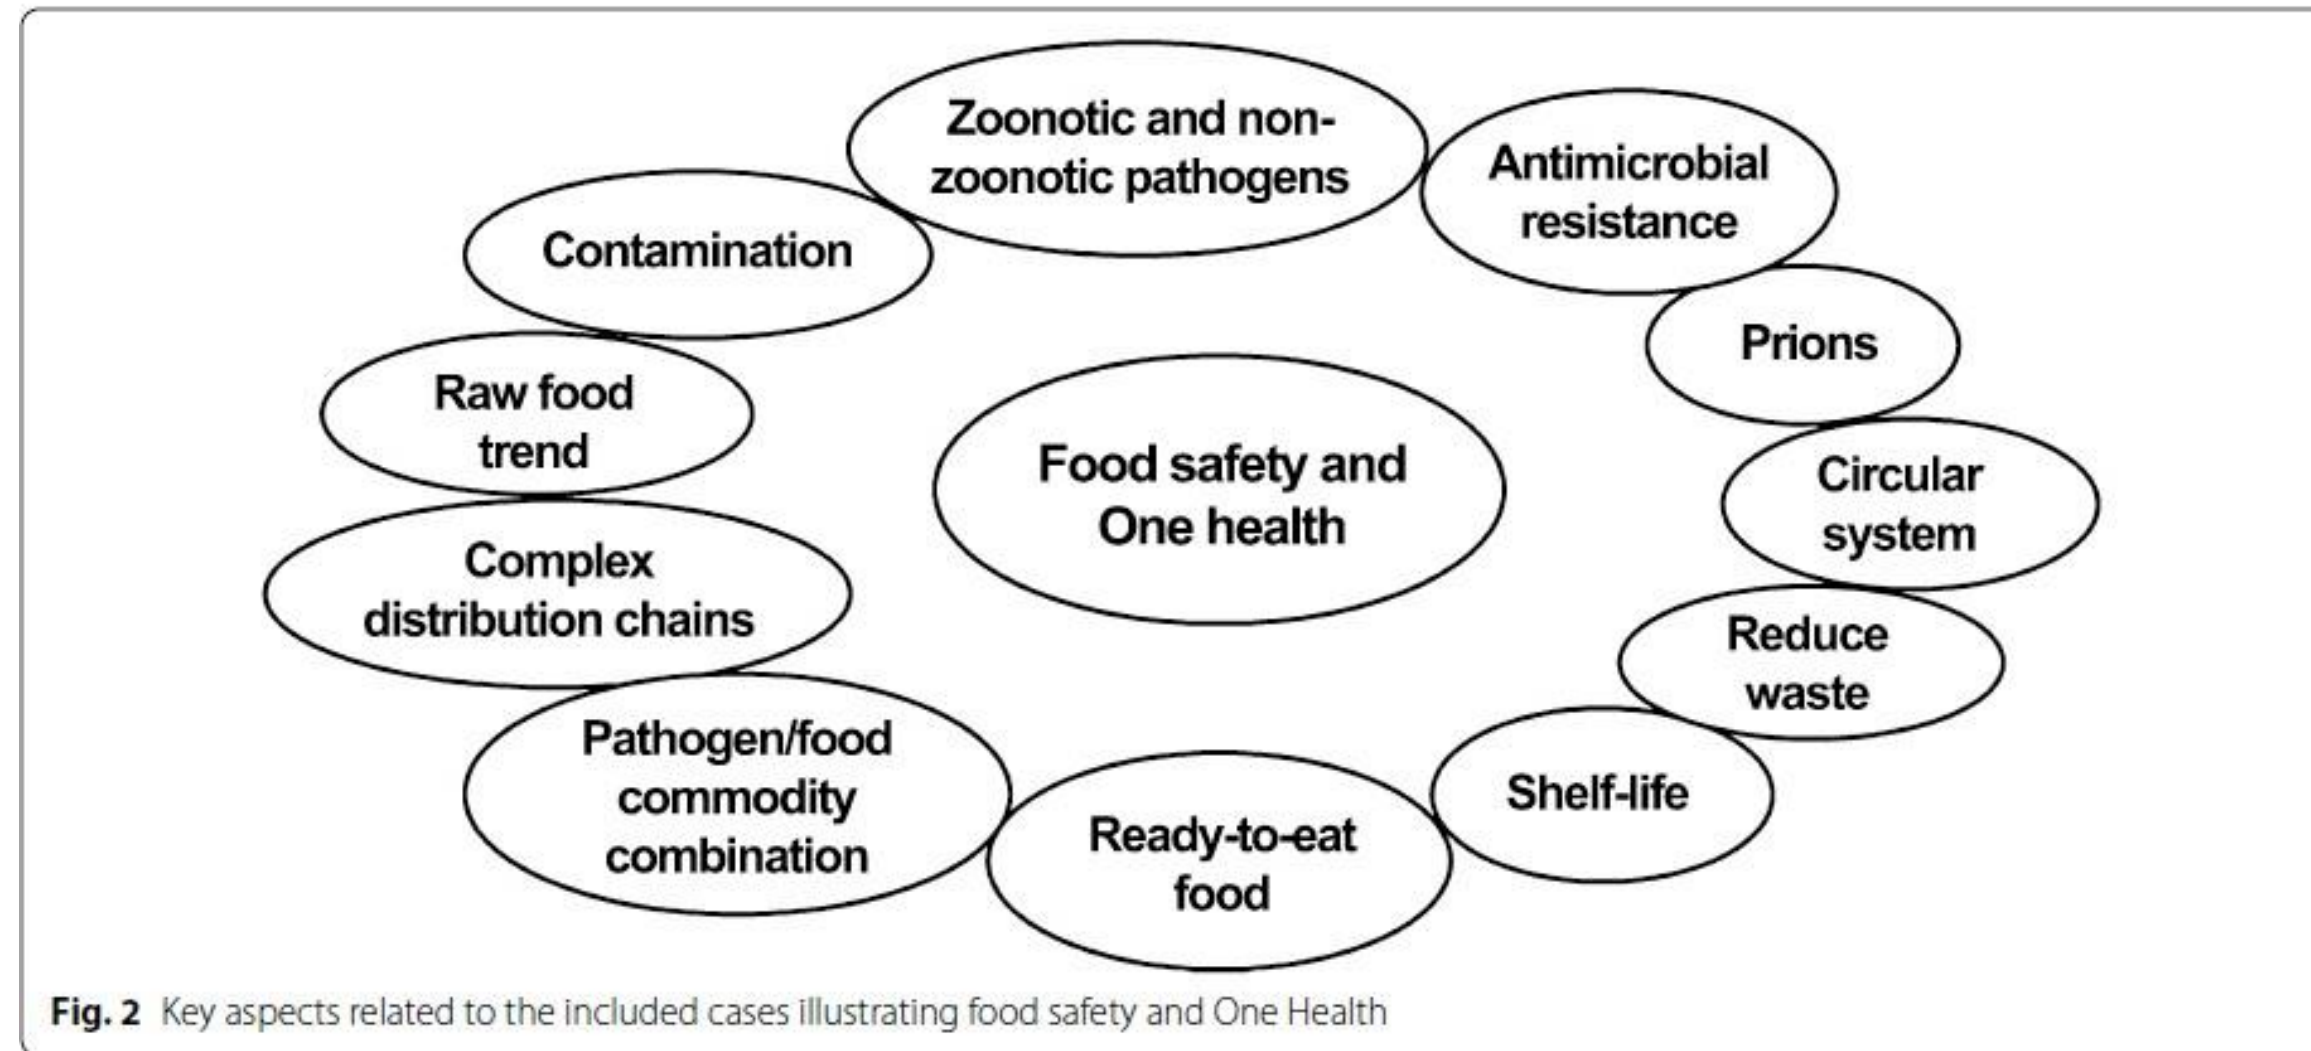 Zoonotic and non-
zoonotic pathogens
Antimicrobial
resistance
Contamination
Prions
Raw food
trend
Food safety and
One health
Circular
system
Complex
distribution chains
Reduce
waste
Pathogen/food
commodity
combination
Shelf-life
Ready-to-eat
food
Fig. 2 Key aspects related to the included cases illustrating food safety and One Health